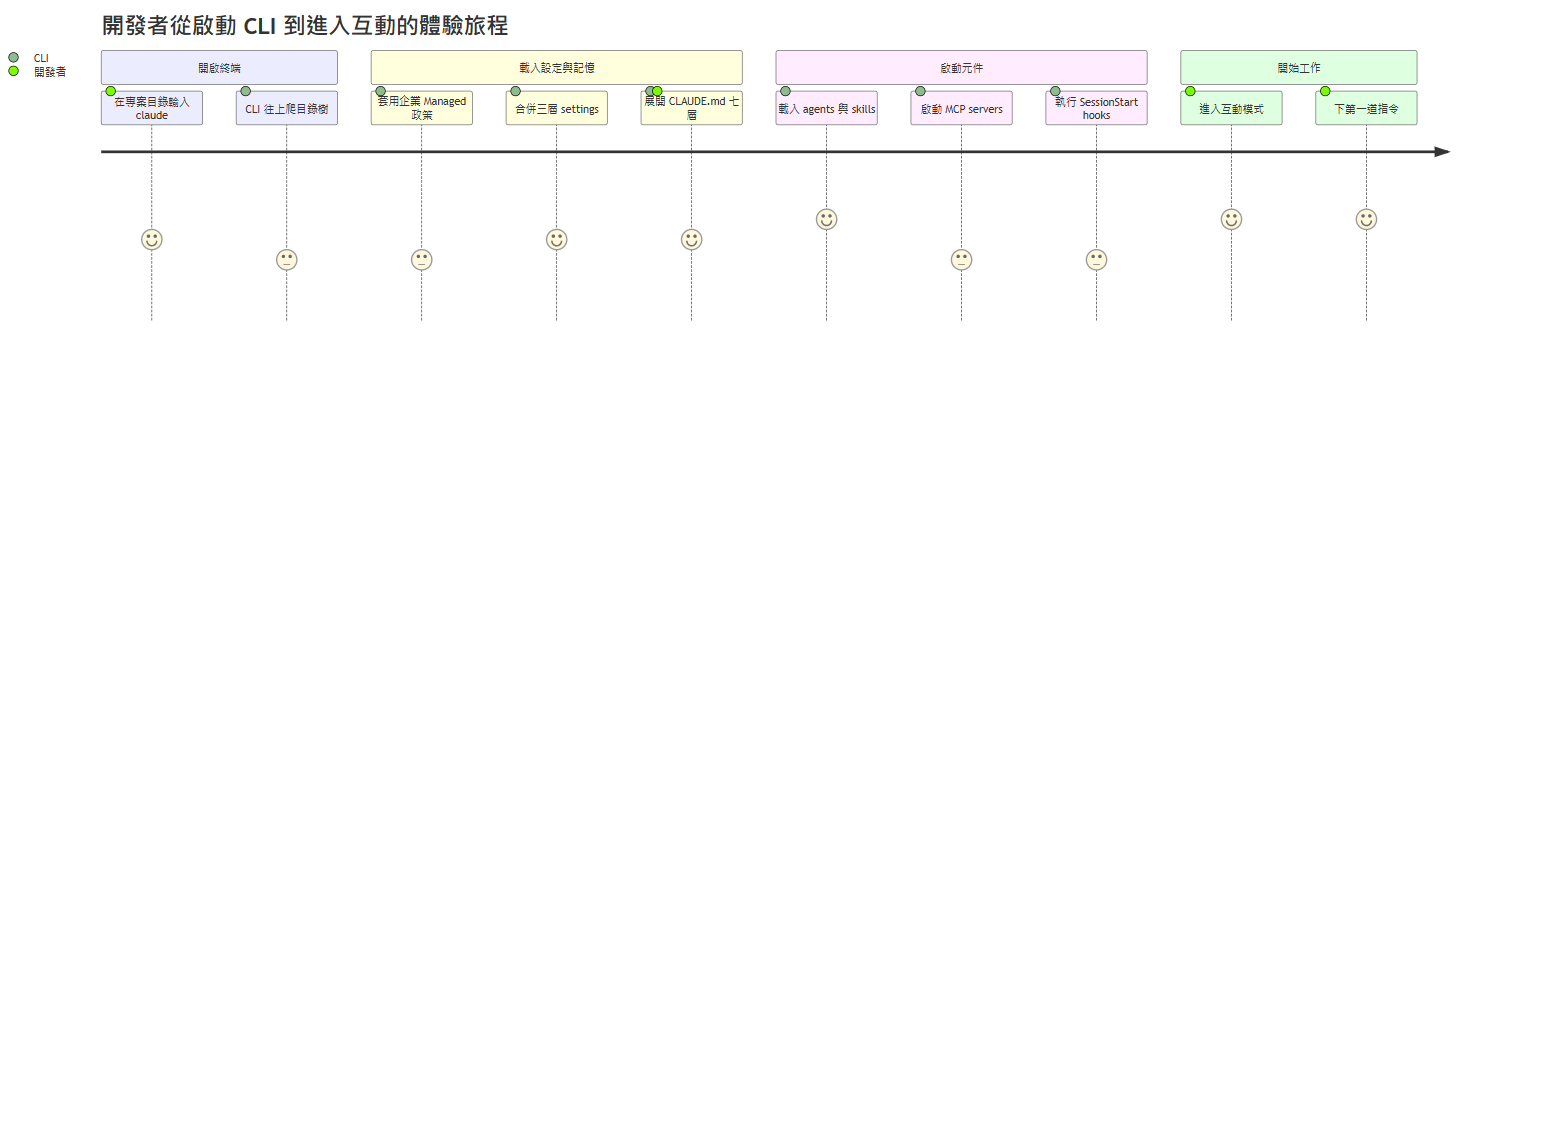 開發者從啟動 CLI 到進入互動的體驗旅程
CLI
開發者
開啟終端
載入設定與記憶
啟動元件
開始工作
在專案目錄輸入
claude
CLI 往上爬目錄樹
套用企業 Managed
政策
合併三層 settings
展開 CLAUDE.md 七
層
載入 agents 與 skills
啟動 MCP servers
執行 SessionStart
hooks
進入互動模式
下第一道指令